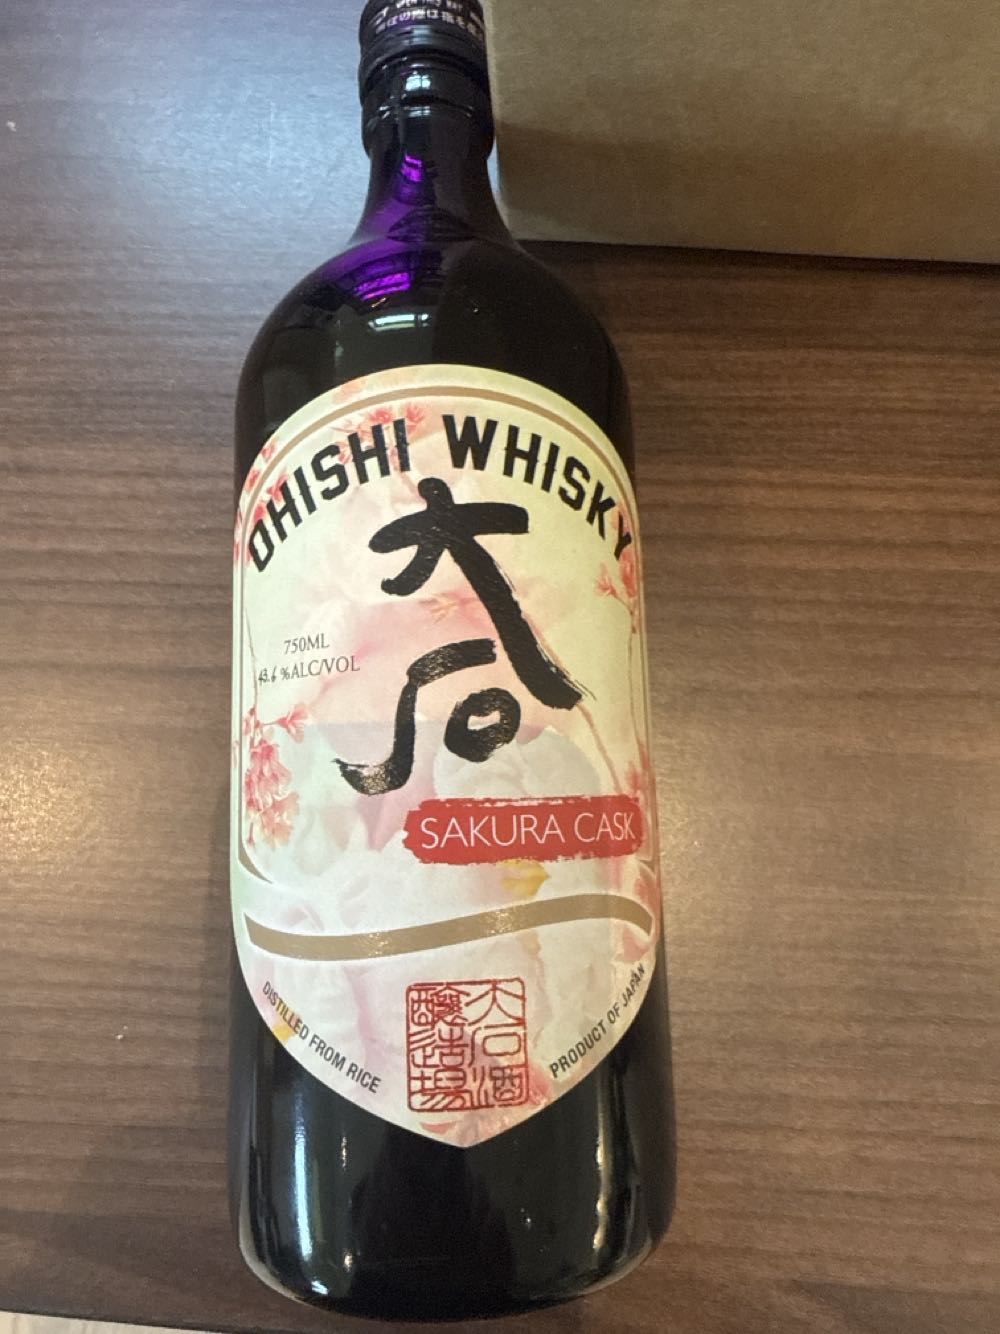 OHISHI WHISKY
大石
750ML
43.6 %ALC/VOL
SAKURA CASK
DISTILLED FROM RICE
大石酒
醸造場
PRODUCT OF JAPAN